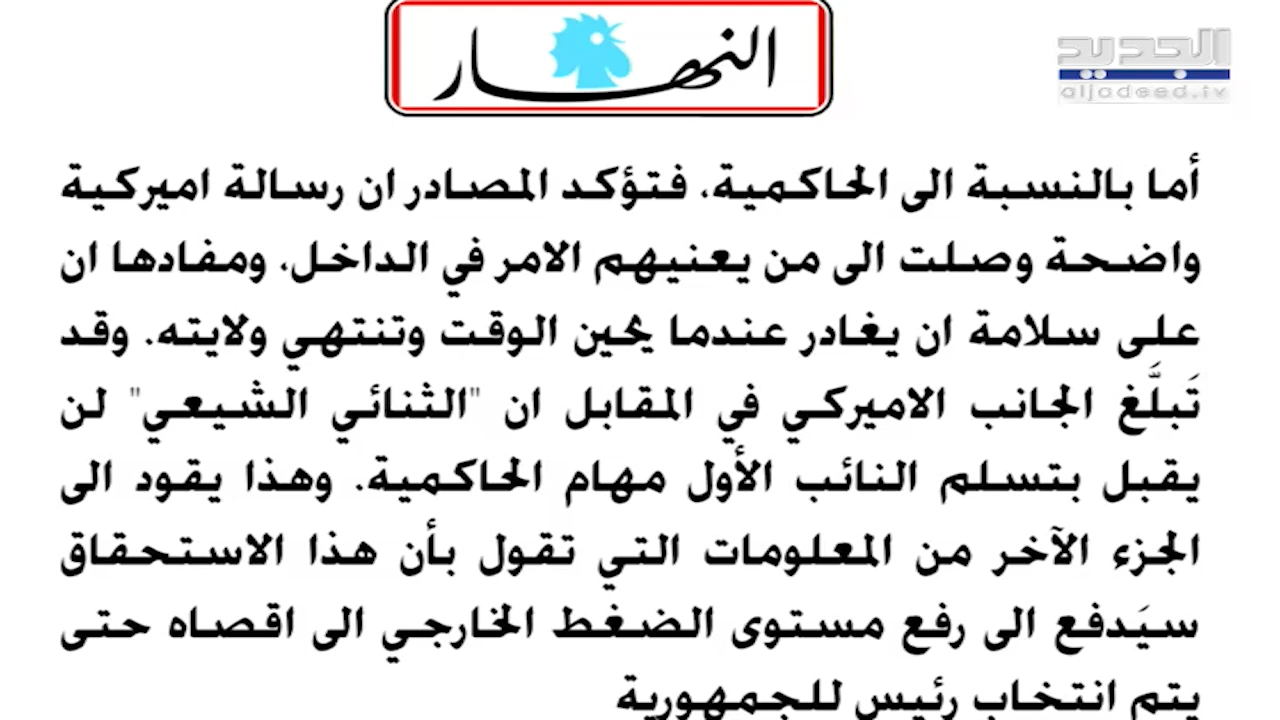 النهار
الجديد
aljadeed.tv
أما بالنسبة الى الحاكمية، فتؤكد المصادر ان رسالة اميركية
واضحة وصلت الى من يعنيهم الامر في الداخل، ومفادها ان
على سلامة ان يغادر عندما يحين الوقت وتنتهي ولايته. وقد
تَبلَّغ الجانب الاميركي في المقابل ان "الثنائي الشيعي" لن
يقبل بتسلم النائب الأول مهام الحاكمية. وهذا يقود الى
الجزء الآخر من المعلومات التي تقول بأن هذا الاستحقاق
سيَدفع الى رفع مستوى الضغط الخارجي الى اقصاه حتى
يتم انتخاب رئيس للجمهورية